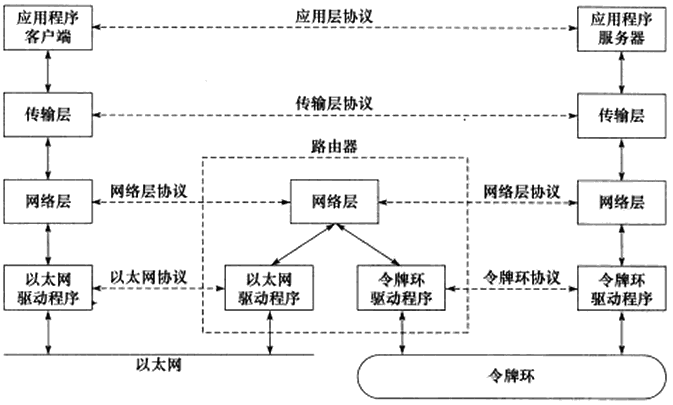 应用程序
客户端
应用层协议
应用程序
服务器
传输层
传输层协议
传输层
路由器
网络层
网络层协议
网络层
网络层协议
网络层
以太网
驱动程序
以太网协议
以太网
驱动程序
令牌环
驱动程序
令牌环协议
令牌环
驱动程序
以太网
令牌环